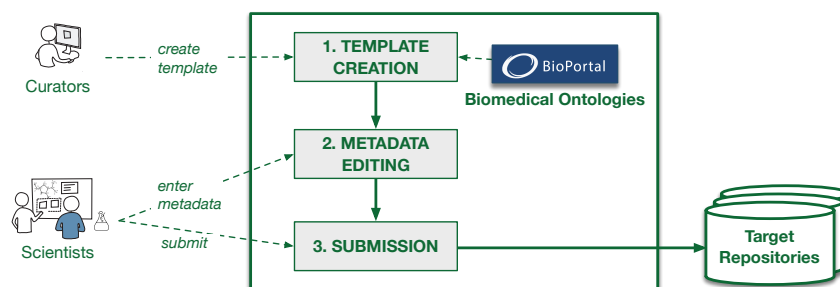 create
template
Curators
1. TEMPLATE
CREATION
BioPortal
Biomedical Ontologies
2. METADATA
EDITING
enter
metadata
Scientists
submit
3. SUBMISSION
Target
Repositories